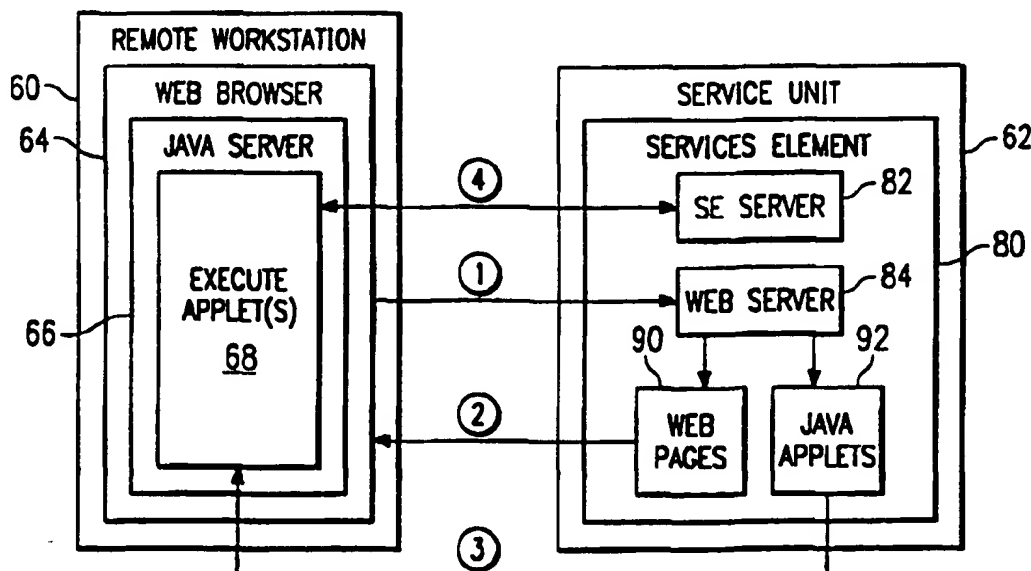 REMOTE WORKSTATION
60
WEB BROWSER
64
JAVA SERVER
EXECUTE
APPLET(S)
68
66
4
1
2
3
SERVICE UNIT
62
SERVICES ELEMENT
SE SERVER
82
80
WEB SERVER
84
90
92
WEB
PAGES
JAVA
APPLETS